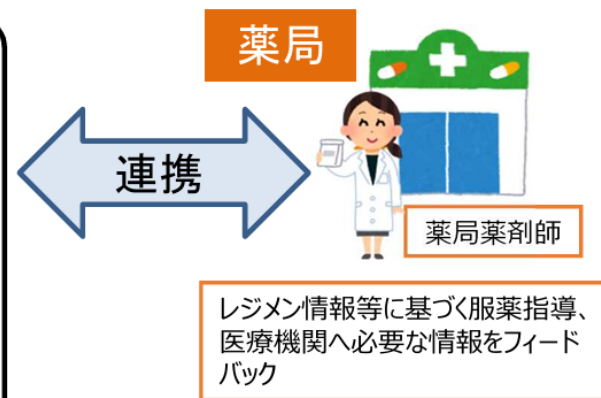 薬局
連携
薬局薬剤師
レジメン情報等に基づく服薬指導、
医療機関へ必要な情報をフィード
バック